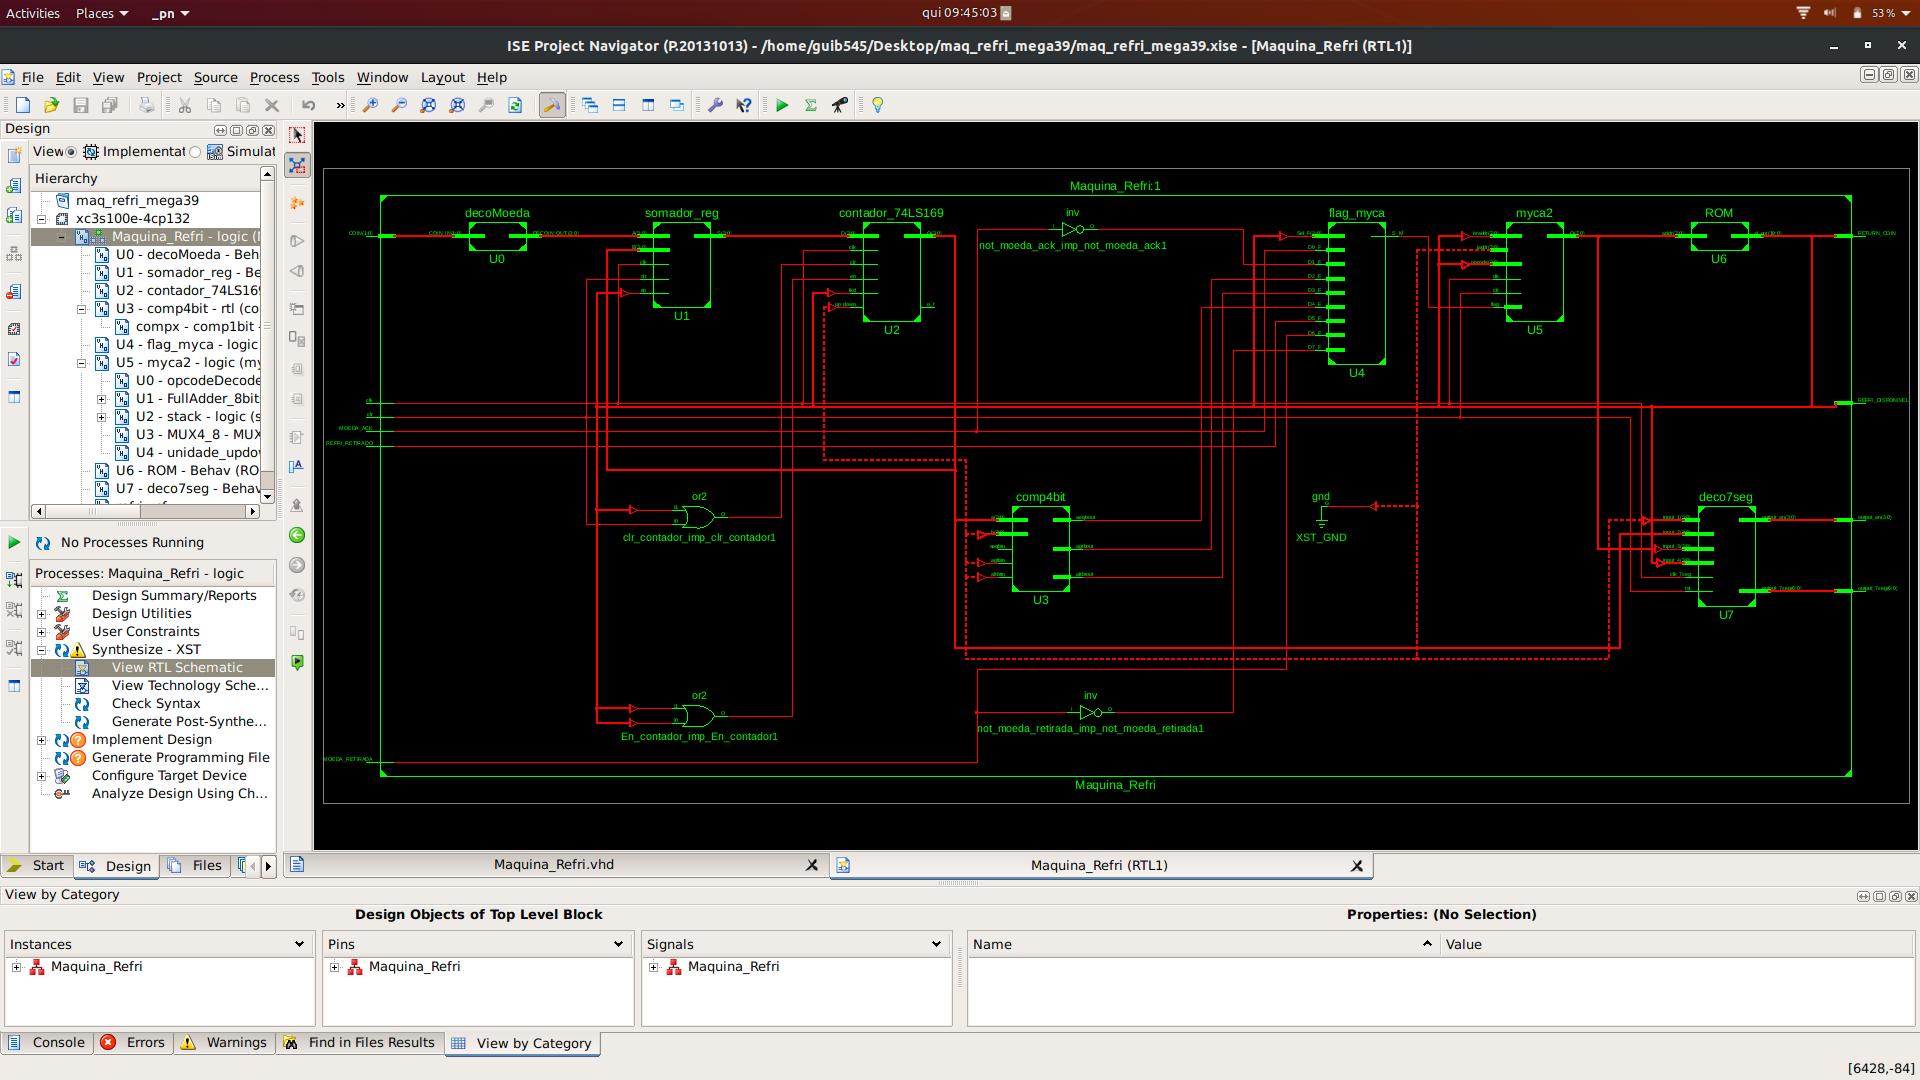 Activities Places _pn qui 09:45:03 53 %
ISE Project Navigator (P.20131013) - /home/guib545/Desktop/maq_refri_mega39/maq_refri_mega39.xise - [Maquina_Refri (RTL1)]
File Edit View Project Source Process Tools Window Layout Help
»
Design
View Implementat Simulat
Hierarchy
maq_refri_mega39
xc3s100e-4cp132
Maquina_Refri - logic (
U0 - decoMoeda - Beh
U1 - somador_reg - Be
U2 - contador_74LS169
U3 - comp4bit - rtl (co
compx - comp1bit -
U4 - flag_myca - logic
U5 - myca2 - logic (my
U0 - opcodeDecode
U1 - FullAdder_8bit
U2 - stack - logic (s
U3 - MUX4_8 - MUX
U4 - unidade_updo
U6 - ROM - Behav (RO
U7 - deco7seg - Behav
No Processes Running
Processes: Maquina_Refri - logic
Design Summary/Reports
Design Utilities
User Constraints
Synthesize - XST
View RTL Schematic
View Technology Sche...
Check Syntax
Generate Post-Synthe...
Implement Design
Generate Programming File
Configure Target Device
Analyze Design Using Ch...
Start Design Files
Maquina_Refri:1
decoMoeda somador_reg contador_74LS169 inv flag_myca myca2 ROM
not_moeda_ack_imp_not_moeda_ack1
U0 U1 U2 U4 U5 U6
clk
clr
MOEDA_ACK
REFRI_RETIRADO
RETURN_COIN
REFRI_DISPONIVEL
or2 comp4bit gnd deco7seg
clr_contador_imp_clr_contador1
XST_GND
U3 U7
or2 inv
En_contador_imp_En_contador1
not_moeda_retirada_imp_not_moeda_retirada1
MOEDA_RETIRADA
Maquina_Refri
Maquina_Refri.vhd Maquina_Refri (RTL1)
View by Category
Design Objects of Top Level Block Properties: (No Selection)
Instances Pins Signals Name Value
Maquina_Refri Maquina_Refri Maquina_Refri
Console Errors Warnings Find in Files Results View by Category
[6428,-84]